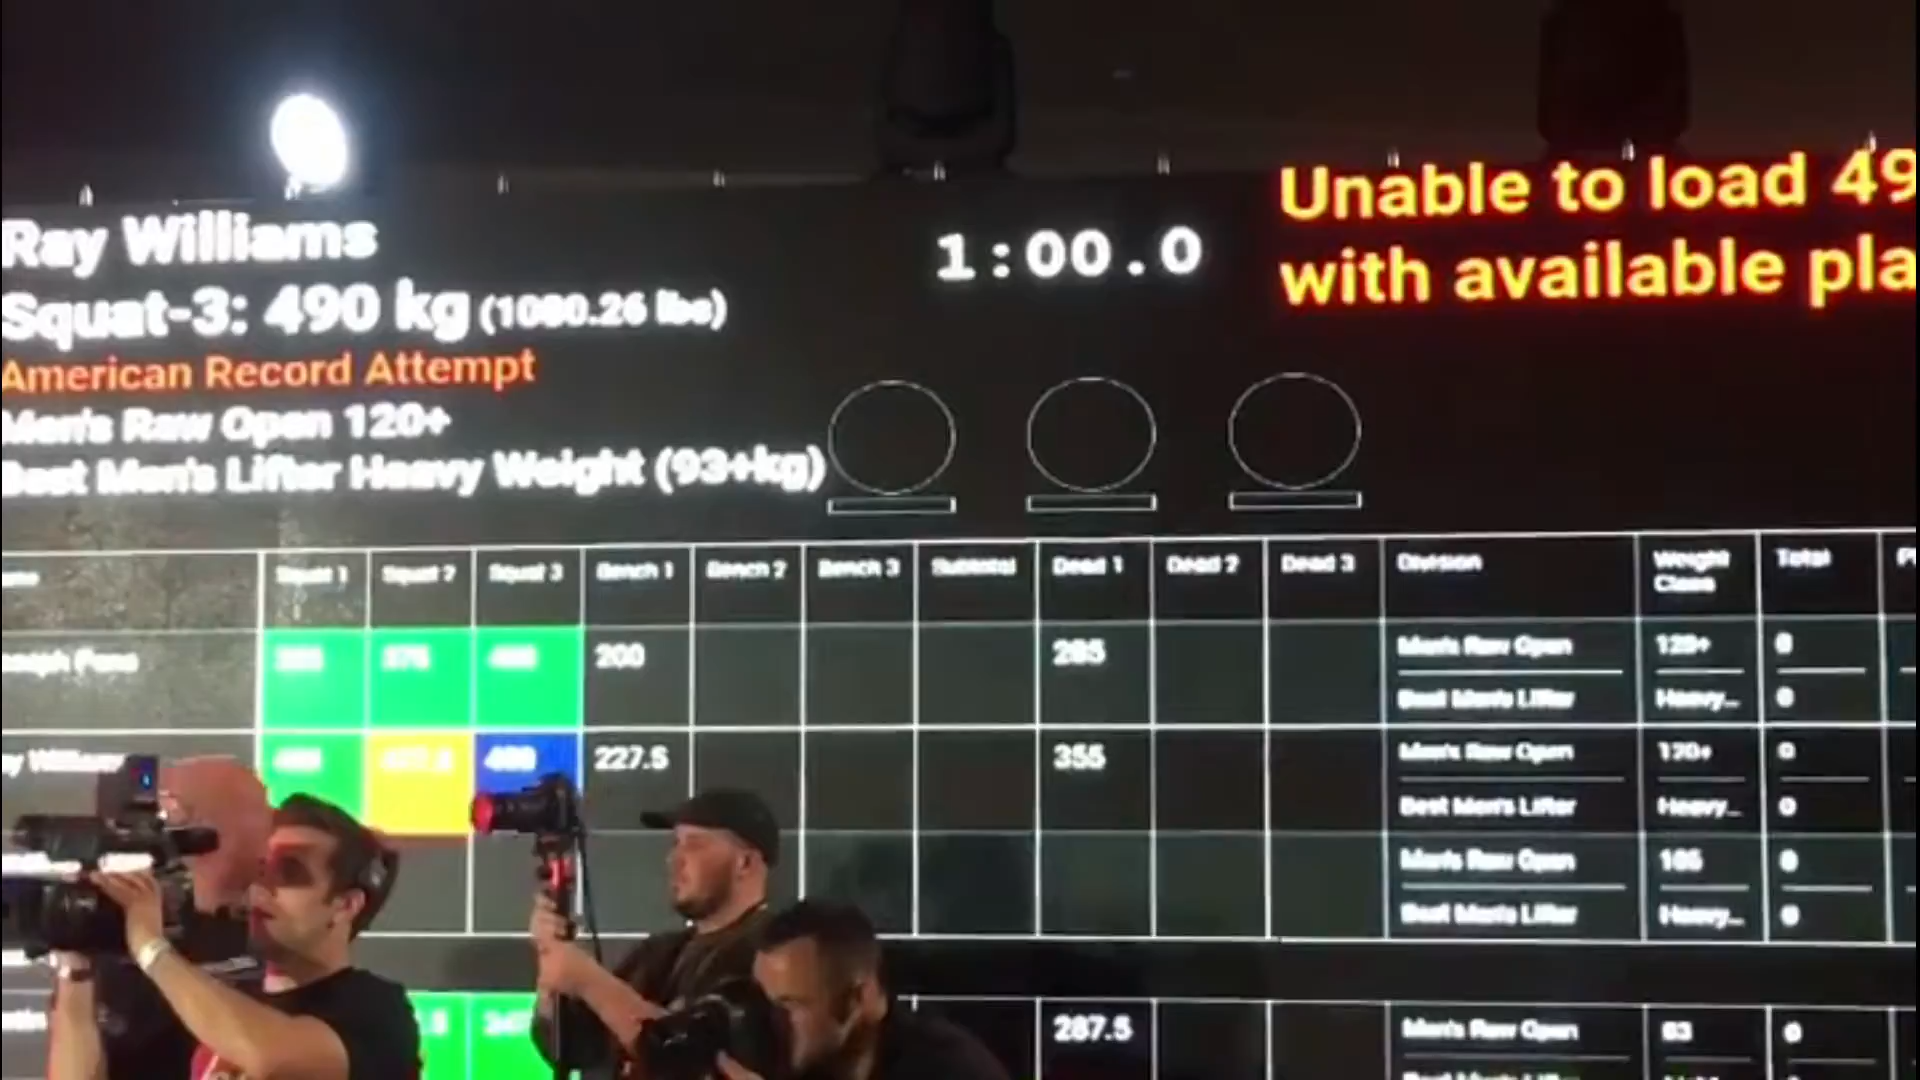 Ray Williams
Squat-3: 490 kg (1080.26 lbs)
American Record Attempt
Men's Raw Open 120+
Best Men's Lifter Heavy Weight (93+kg)
1:00.0
Unable to load 49
with available pla
Squat 1 Squat 2 Squat 3 Bench 1 Bench 2 Bench 3 Subtotal Dead 1 Dead 2 Dead 3 Division Weight Class Total
200 285 Men's Raw Open 120+ 0
Best Men's Lifter Heavy... 0
490 227.5 355 Men's Raw Open 120+ 0
Best Men's Lifter Heavy... 0
Men's Raw Open 105 0
Best Men's Lifter Heavy... 0
287.5 Men's Raw Open 83 0